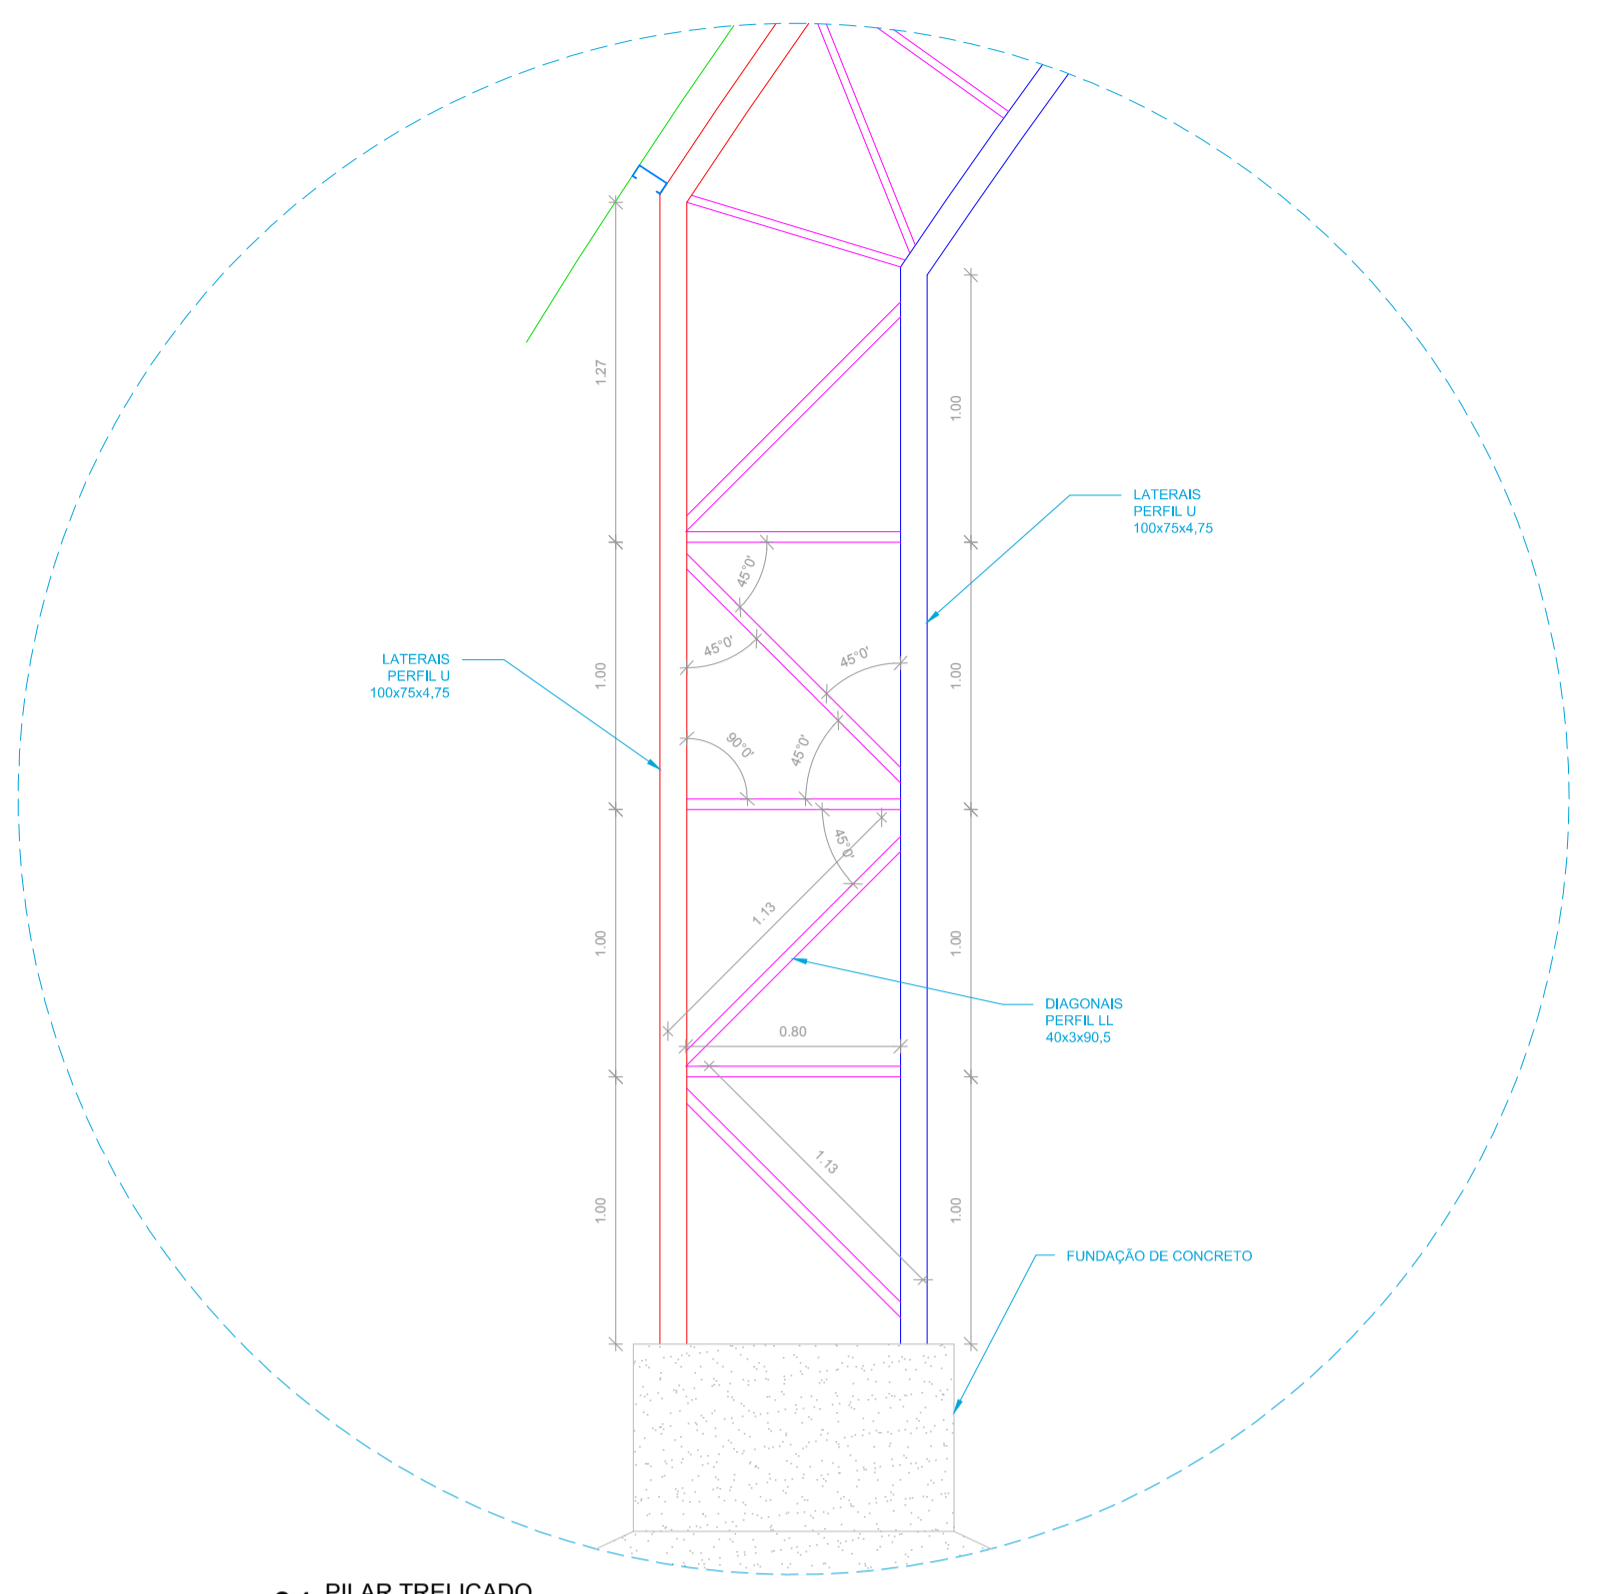 1.27
1.00
LATERAIS
PERFIL U
100x75x4,75
45°0'
LATERAIS
PERFIL U
100x75x4,75
45°0'
45°0'
1.00
1.00
90°0'
45°0'
45°0'
1.13
1.00
1.00
DIAGONAIS
PERFIL LL
40x3x90,5
0.80
1.13
1.00
1.00
FUNDAÇÃO DE CONCRETO
PILAR TRELIÇADO